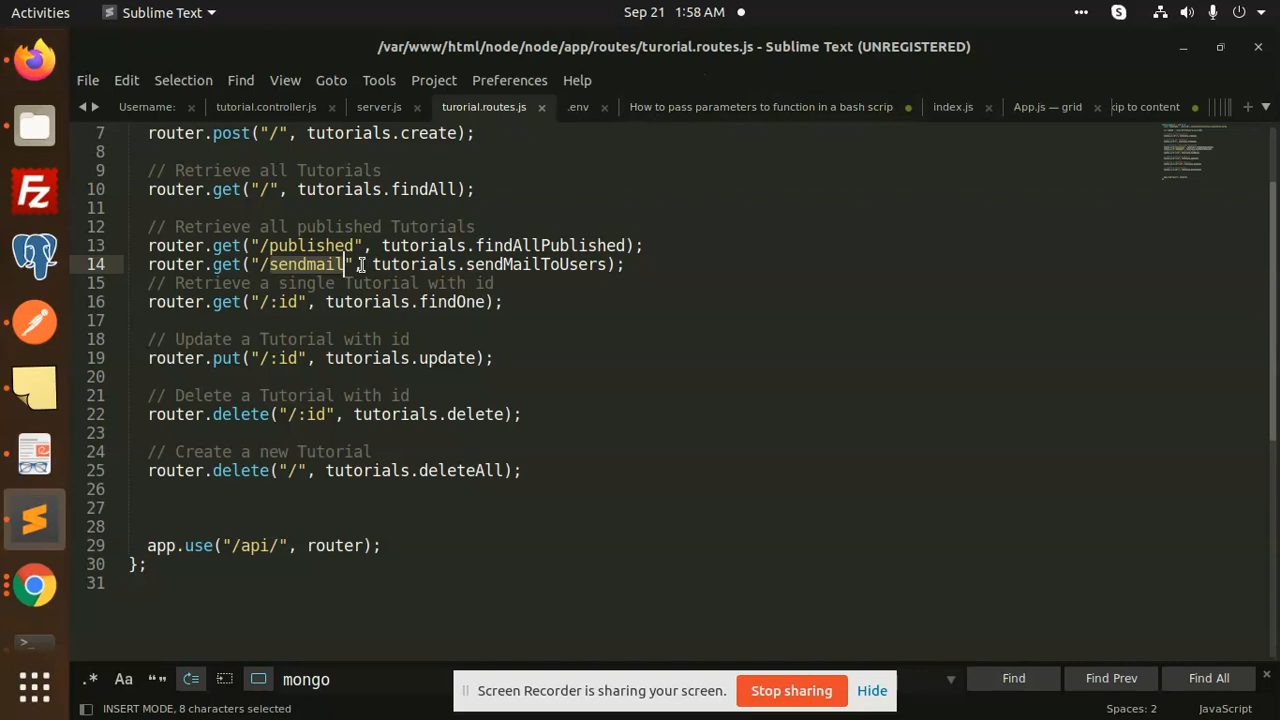 Activities Sublime Text Sep 21 1:58 AM
/var/www/html/node/node/app/routes/turorial.routes.js - Sublime Text (UNREGISTERED)
File Edit Selection Find View Goto Tools Project Preferences Help
Username: tutorial.controller.js server.js turorial.routes.js .env How to pass parameters to function in a bash scrip index.js App.js — grid kip to content
7 router.post("/", tutorials.create);
8
9 // Retrieve all Tutorials
10 router.get("/", tutorials.findAll);
11
12 // Retrieve all published Tutorials
13 router.get("/published", tutorials.findAllPublished);
14 router.get("/sendmail", tutorials.sendMailToUsers);
15 // Retrieve a single Tutorial with id
16 router.get("/:id", tutorials.findOne);
17
18 // Update a Tutorial with id
19 router.put("/:id", tutorials.update);
20
21 // Delete a Tutorial with id
22 router.delete("/:id", tutorials.delete);
23
24 // Create a new Tutorial
25 router.delete("/", tutorials.deleteAll);
26
27
28
29 app.use("/api/", router);
30 };
31
.* Aa mongo Find Find Prev Find All
Screen Recorder is sharing your screen. Stop sharing Hide
INSERT MODE, 8 characters selected Spaces: 2 JavaScript